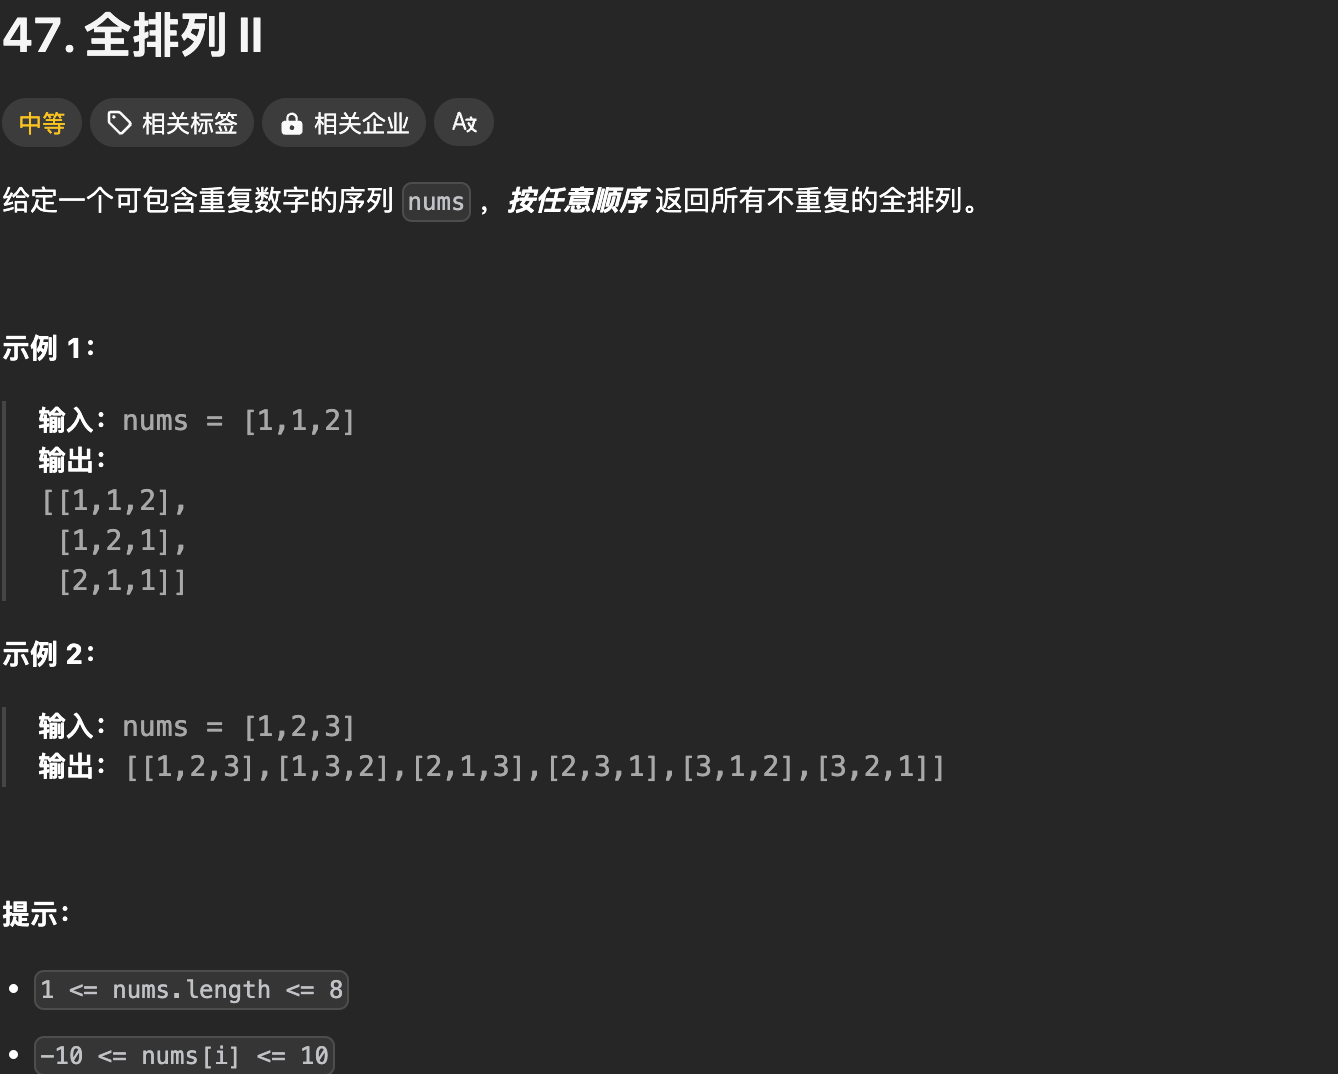 47. 全排列 II
中等 相关标签 相关企业
给定一个可包含重复数字的序列 nums ，按任意顺序 返回所有不重复的全排列。
示例 1：
输入：nums = [1,1,2]
输出：
[[1,1,2],
[1,2,1],
[2,1,1]]
示例 2：
输入：nums = [1,2,3]
输出：[[1,2,3],[1,3,2],[2,1,3],[2,3,1],[3,1,2],[3,2,1]]
提示：
• 1 <= nums.length <= 8
• -10 <= nums[i] <= 10